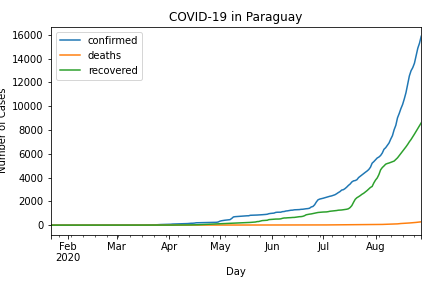 COVID-19 in Paraguay
confirmed
deaths
recovered
16000
14000
12000
10000
8000
6000
4000
2000
0
Number of Cases
Feb
2020
Mar
Apr
May
Jun
Jul
Aug
Day